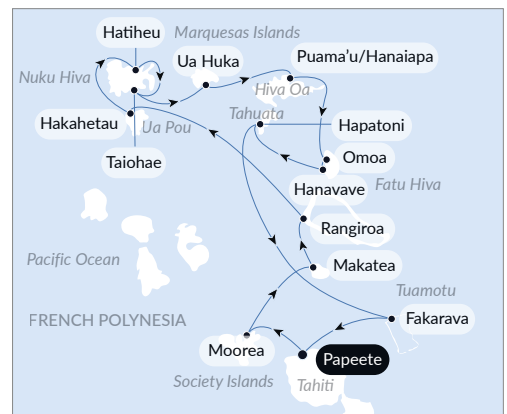 Hatiheu
Marquesas Islands
Ua Huka
Puama'u/Hanaiapa
Nuku Hiva
Hiva Oa
Tahuata
Hakahetau
Ua Pou
Hapatoni
Taiohae
Omoa
Hanavave
Fatu Hiva
Rangiroa
Pacific Ocean
Makatea
Tuamotu
FRENCH POLYNESIA
Fakarava
Moorea
Papeete
Society Islands
Tahiti